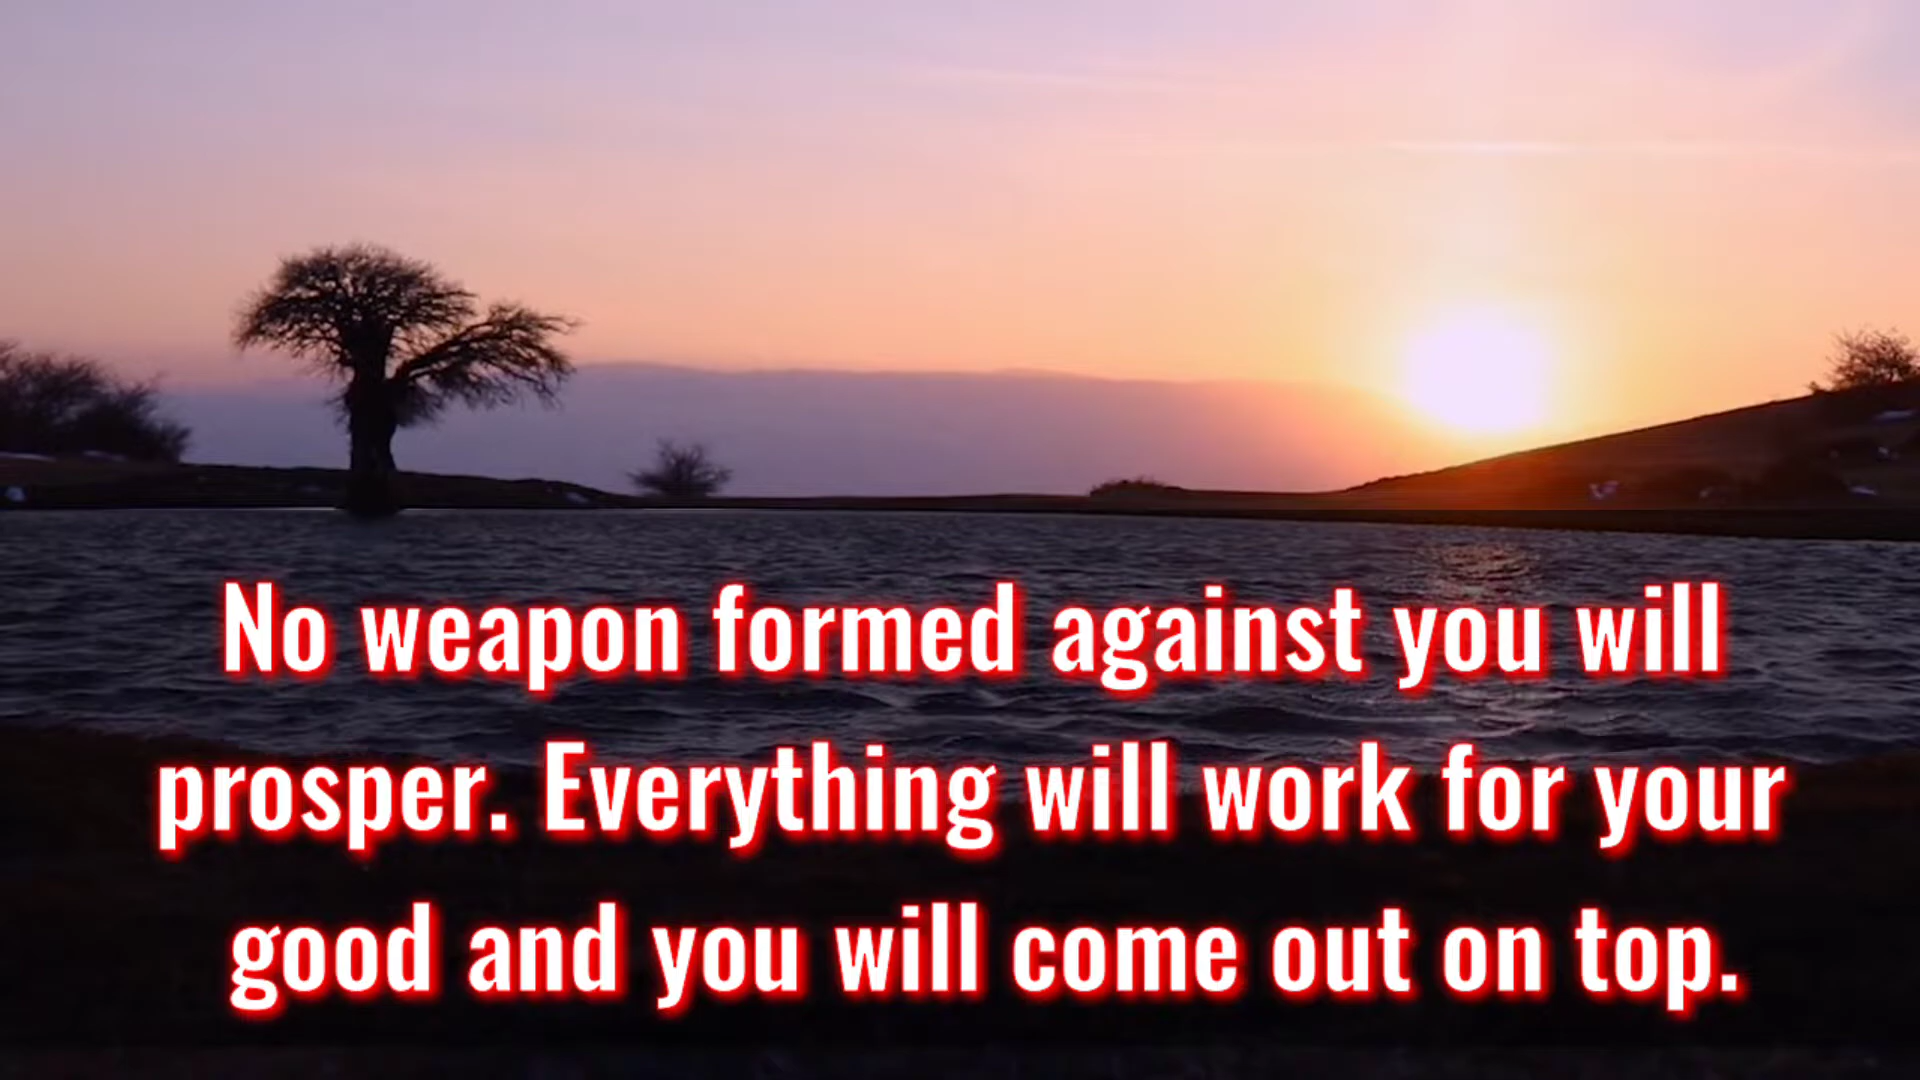 No weapon formed against you will
prosper. Everything will work for your
good and you will come out on top.